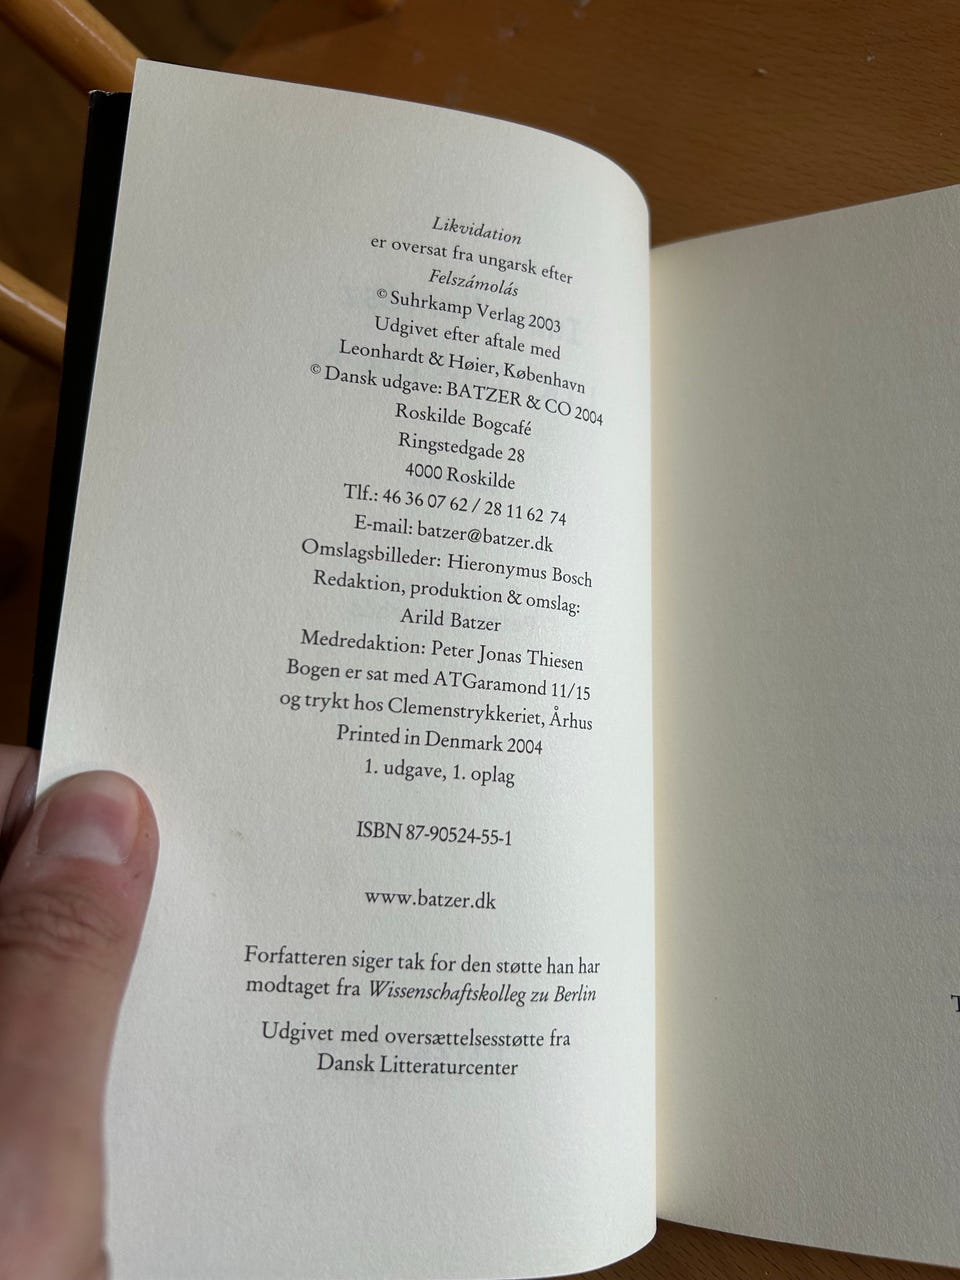 Likvidation
er oversat fra ungarsk efter
Felszámolás
© Suhrkamp Verlag 2003
Udgivet efter aftale med
Leonhardt & Høier, København
© Dansk udgave: BATZER & CO 2004
Roskilde Bogcafé
Ringstedgade 28
4000 Roskilde
Tlf.: 46 36 07 62 / 28 11 62 74
E-mail: batzer@batzer.dk
Omslagsbilleder: Hieronymus Bosch
Redaktion, produktion & omslag:
Arild Batzer
Medredaktion: Peter Jonas Thiesen
Bogen er sat med ATGaramond 11/15
og trykt hos Clemenstrykkeriet, Århus
Printed in Denmark 2004
1. udgave, 1. oplag
ISBN 87-90524-55-1
www.batzer.dk
Forfatteren siger tak for den støtte han har
modtaget fra Wissenschaftskolleg zu Berlin
Udgivet med oversættelsesstøtte fra
Dansk Litteraturcenter